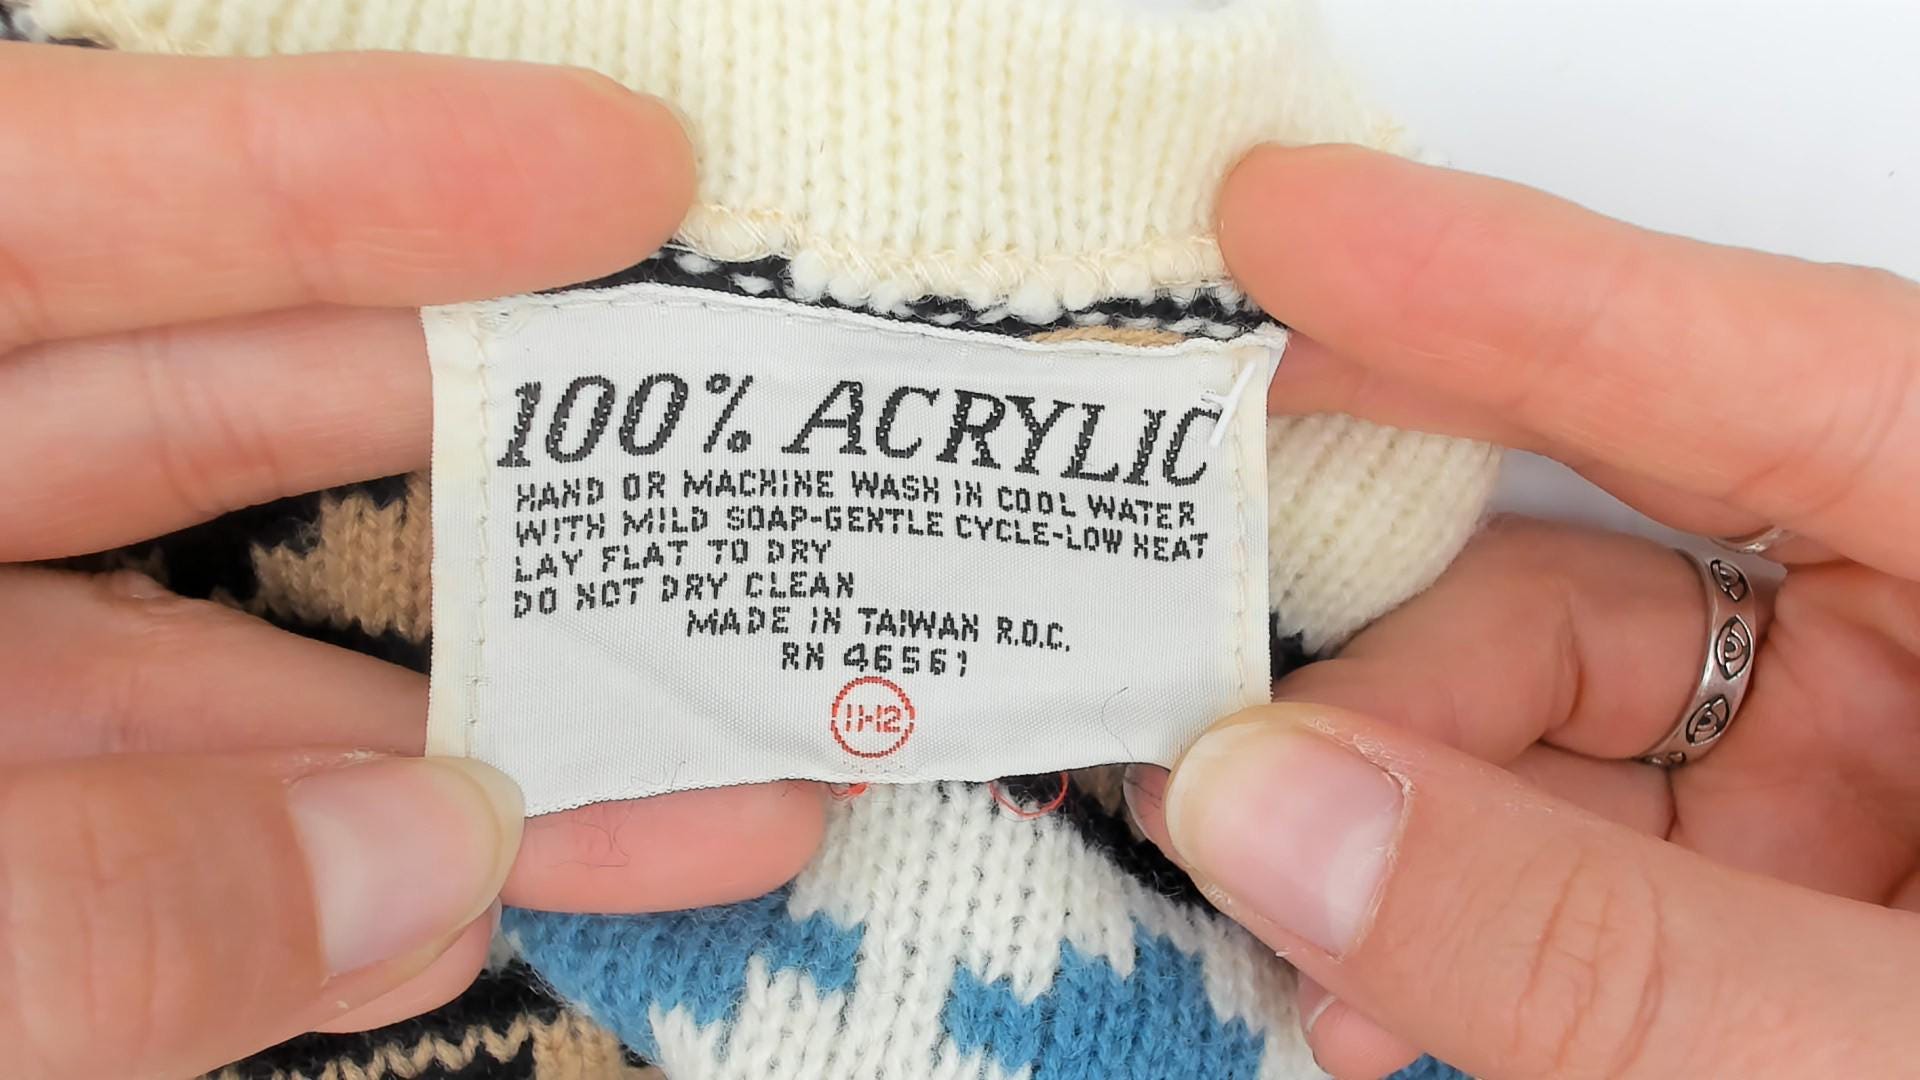 100% ACRYLIC
HAND OR MACHINE WASH IN COOL WATER
WITH MILD SOAP-GENTLE CYCLE-LOW HEAT
LAY FLAT TO DRY
DO NOT DRY CLEAN
MADE IN TAIWAN R.O.C.
RN 46561
11-12